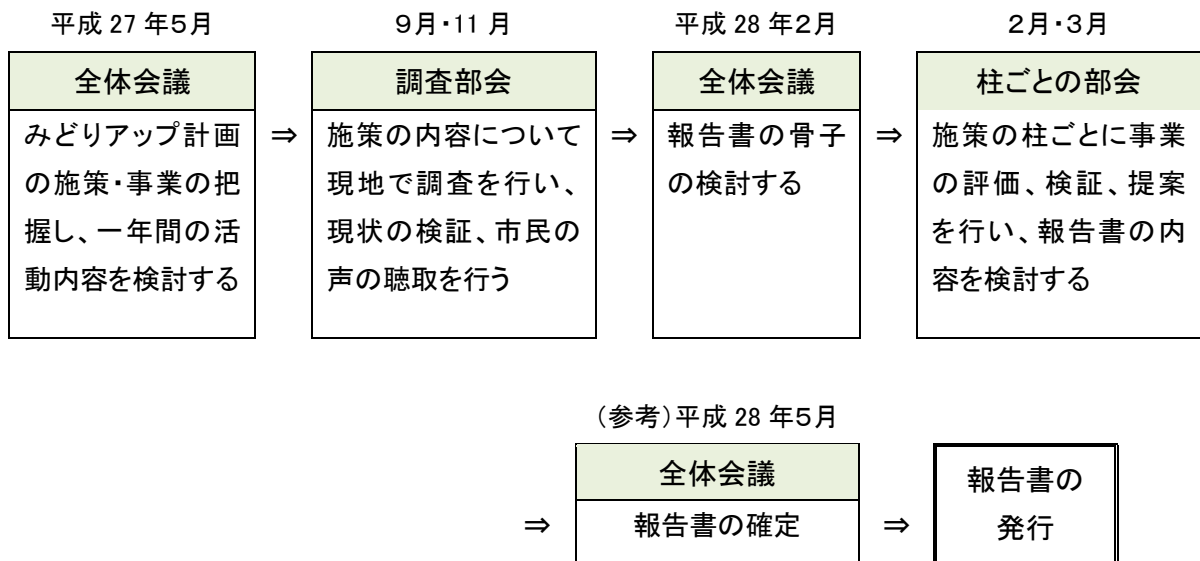 平成 27 年5月
全体会議
みどりアップ計画
の施策・事業の把
握し、一年間の活
動内容を検討する
⇒
9月・11 月
調査部会
施策の内容について
現地で調査を行い、
現状の検証、市民の
声の聴取を行う
⇒
平成 28 年2月
全体会議
報告書の骨子
の検討する
⇒
2月・3月
柱ごとの部会
施策の柱ごとに事業
の評価、検証、提案
を行い、報告書の内
容を検討する
⇒
(参考)平成 28 年5月
全体会議
報告書の確定
⇒
報告書の
発行